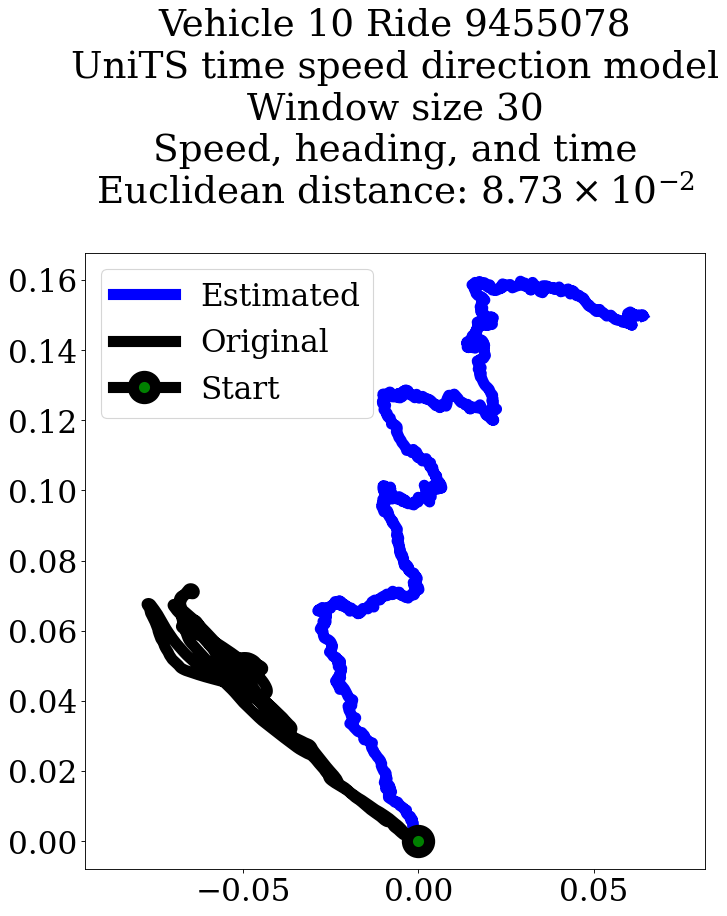 Vehicle 10 Ride 9455078
UniTS time speed direction model
Window size 30
Speed, heading, and time
Euclidean distance: 8.73 × 10⁻²
Estimated
Original
Start
0.16
0.14
0.12
0.10
0.08
0.06
0.04
0.02
0.00
−0.05
0.00
0.05